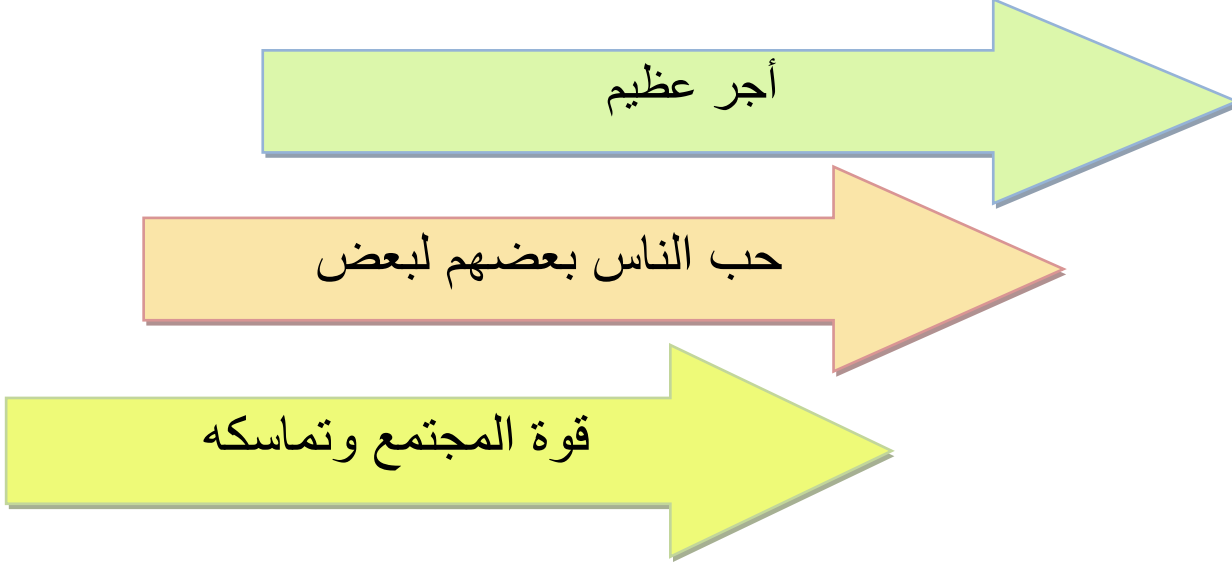 أجر عظيم
حب الناس بعضهم لبعض
قوة المجتمع وتماسكه